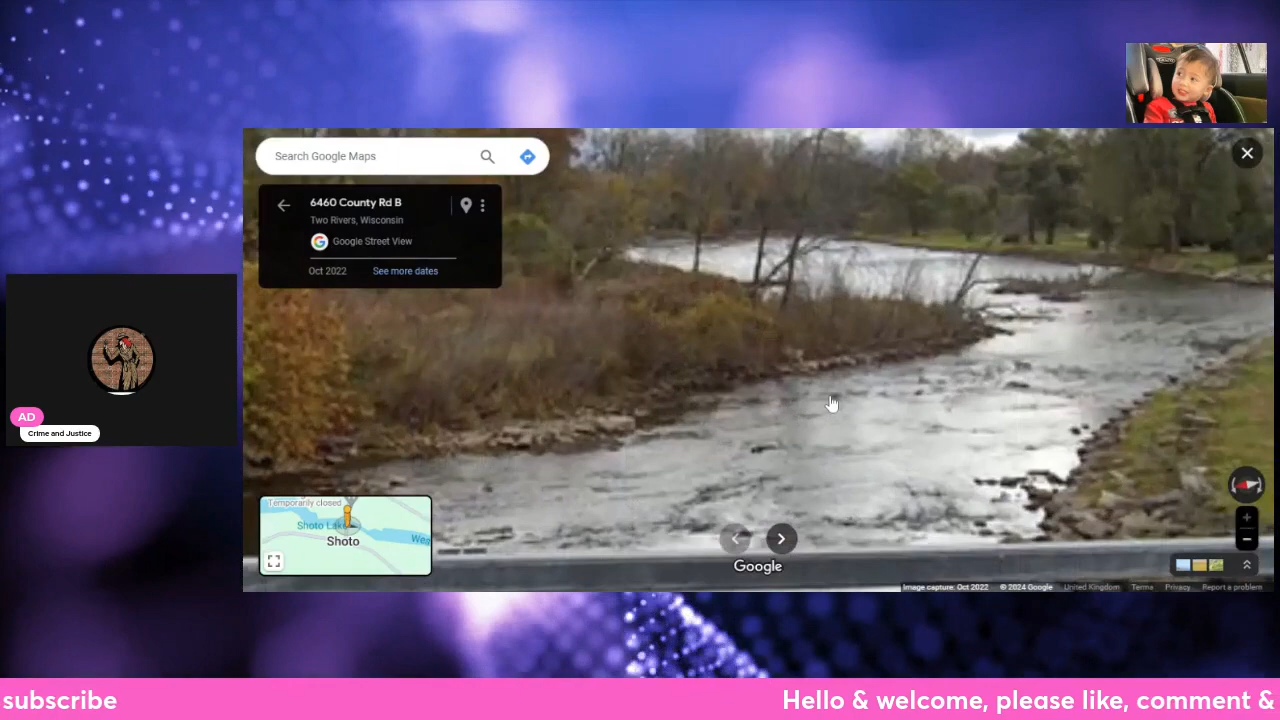 Search Google Maps
6460 County Rd B
Two Rivers, Wisconsin
Google Street View
Oct 2022 See more dates
AD
Crime and Justice
Temporarily closed
Shoto Lake
Shoto
Google
Image capture: Oct 2022 © 2024 Google United Kingdom Terms Privacy Report a problem
subscribe Hello & welcome, please like, comment &